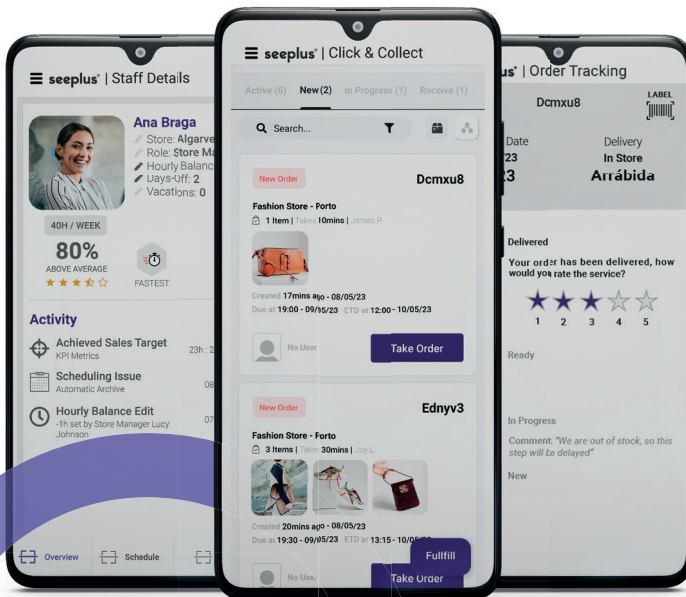 seeplus® | Staff Details
Ana Braga
Store: Algarve
Role: Store Ma
Hourly Balanc
Days-Off: 2
Vacations: 0
40H / WEEK
80%
ABOVE AVERAGE
FASTEST
Activity
Achieved Sales Target
KPI Metrics
23h : 2
Scheduling Issue
Automatic Archive
08
Hourly Balance Edit
-1h set by Store Manager Lucy
Johnson
07
Overview
Schedule
seeplus® | Click & Collect
Active (6) New (2) In Progress (1) Receive (1)
Search...
New Order
Dcmxu8
Fashion Store - Porto
1 Item | Takes 10mins | James P.
Created 17mins ago - 08/05/23
Due at 19:00 - 09/05/23 ETD at 12:00 - 10/05/23
No User
Take Order
New Order
Ednyv3
Fashion Store - Porto
3 Items | Takes 30mins | Joy L.
Created 20mins ago - 08/05/23
Due at 19:30 - 09/05/23 ETD at 13:15 - 10/05
Fullfill
No User
Take Order
us® | Order Tracking
Dcmxu8
LABEL
Date
/23
3
Delivery
In Store
Arrábida
Delivered
Your order has been delivered, how
would you rate the service?
1 2 3 4 5
Ready
In Progress
Comment: "We are out of stock, so this
step will be delayed"
New